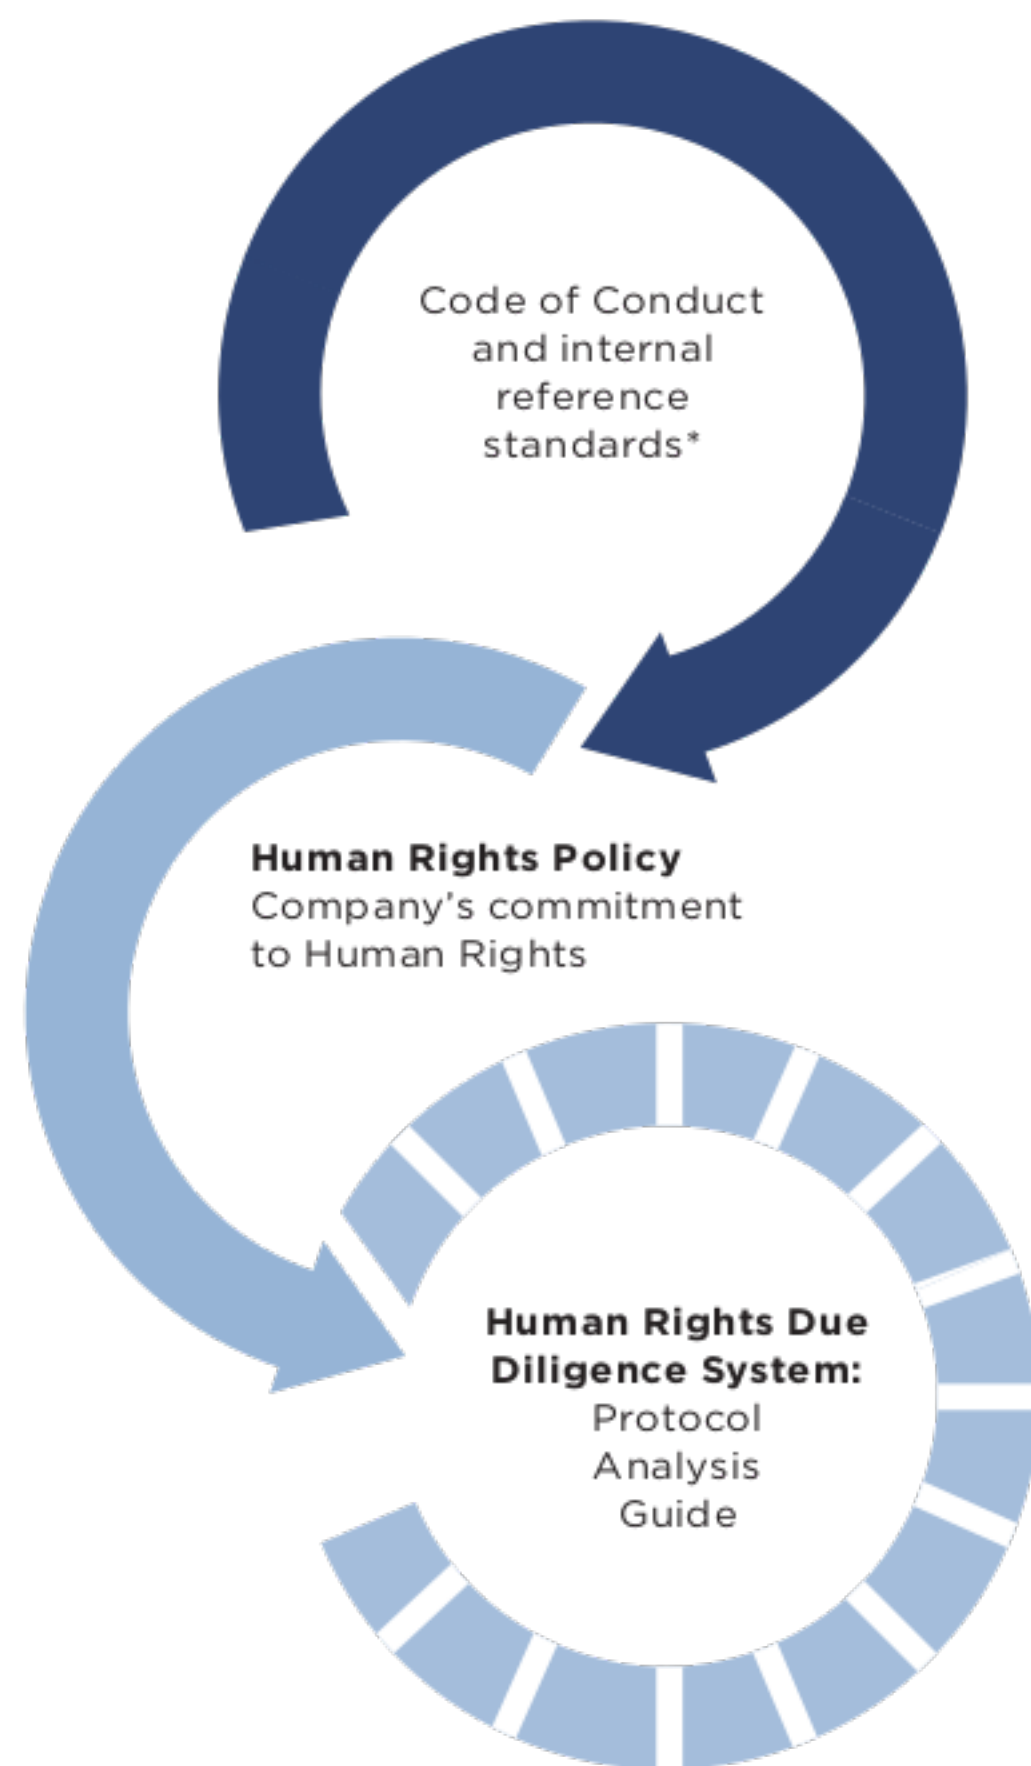 Code of Conduct
and internal
reference
standards*
Human Rights Policy
Company’s commitment
to Human Rights
Human Rights Due
Diligence System:
Protocol
Analysis
Guide